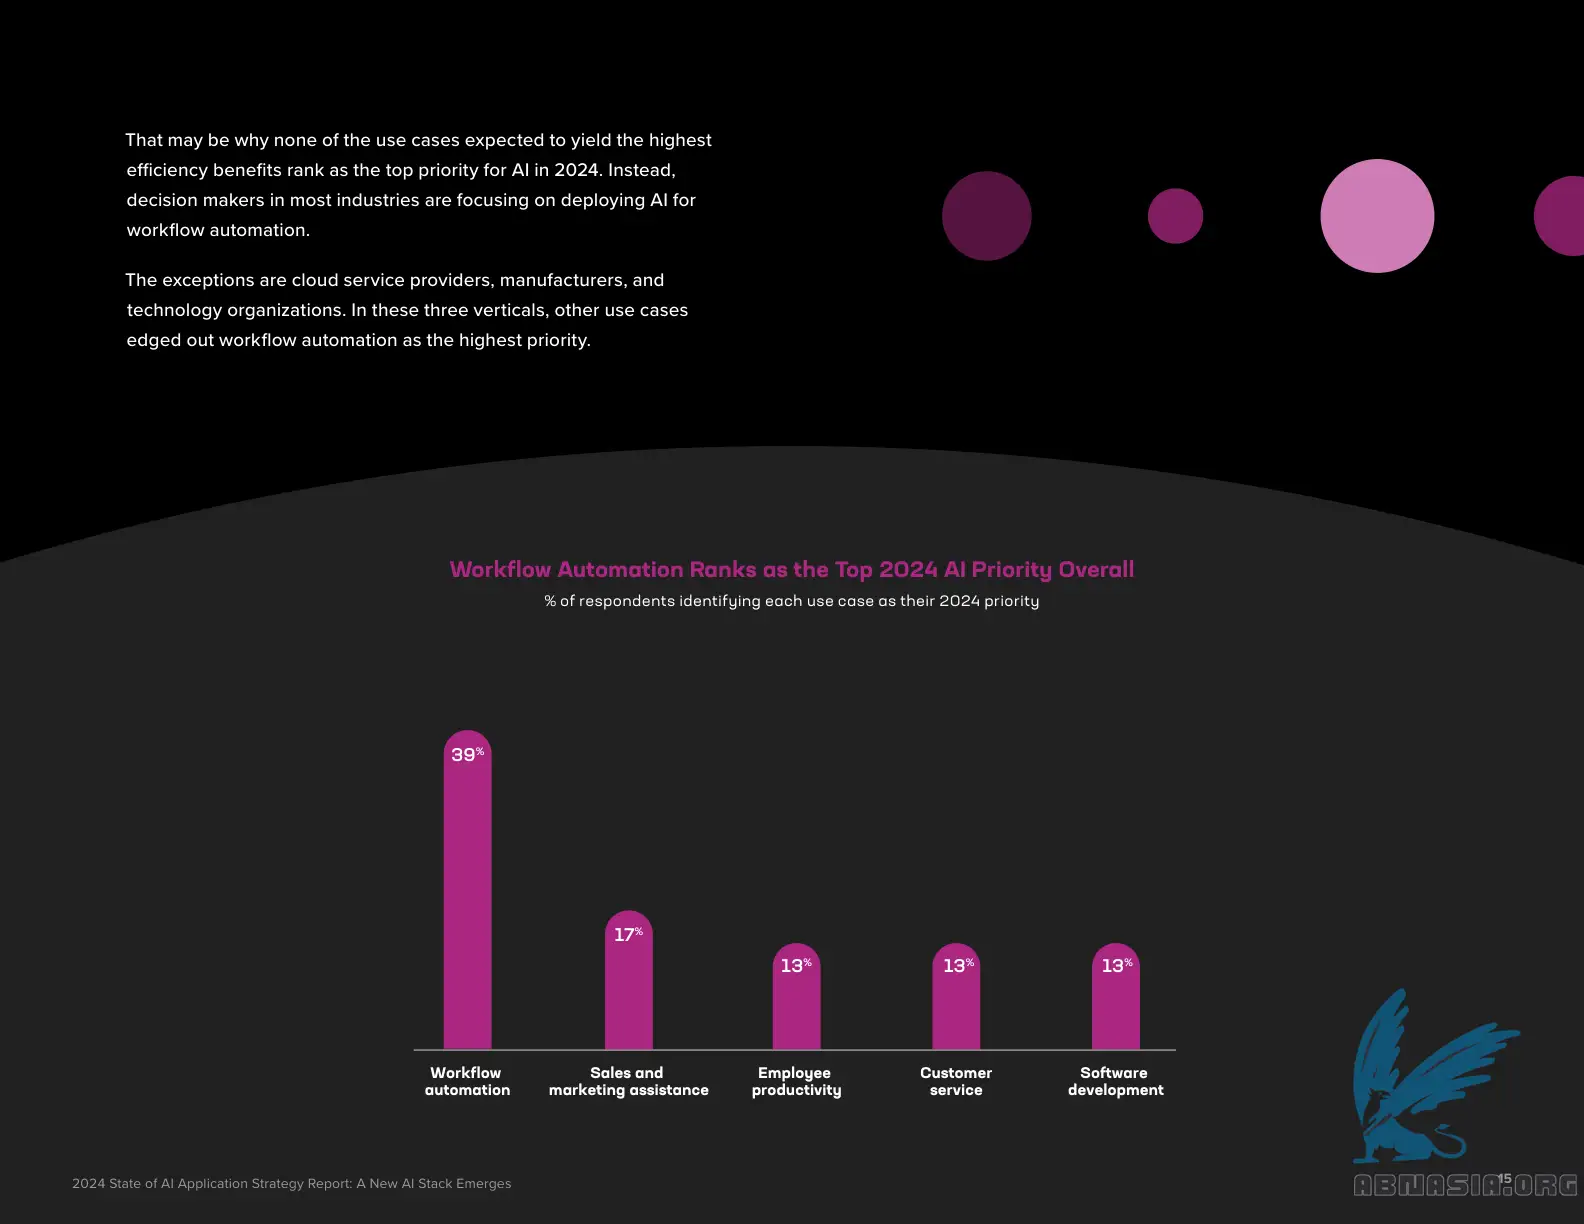 That may be why none of the use cases expected to yield the highest
efficiency benefits rank as the top priority for AI in 2024. Instead,
decision makers in most industries are focusing on deploying AI for
workflow automation.
The exceptions are cloud service providers, manufacturers, and
technology organizations. In these three verticals, other use cases
edged out workflow automation as the highest priority.
Workflow Automation Ranks as the Top 2024 AI Priority Overall
% of respondents identifying each use case as their 2024 priority
39%
17%
13%
13%
13%
Workflow
automation
Sales and
marketing assistance
Employee
productivity
Customer
service
Software
development
2024 State of AI Application Strategy Report: A New AI Stack Emerges
15
ABNASIA.ORG